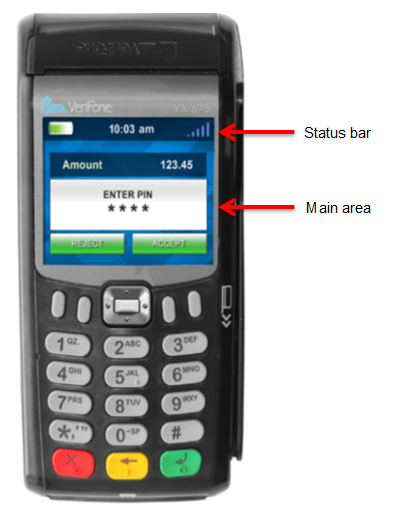 VeriFone
VeriFone VX 675
10:03 am
Status bar
Amount 123.45
ENTER PIN
****
Main area
REJECT ACCEPT
1 QZ. 2 ABC 3 DEF
4 GHI 5 JKL 6 MNO
7 PRS 8 TUV 9 WXY
*,'" 0 -SP #